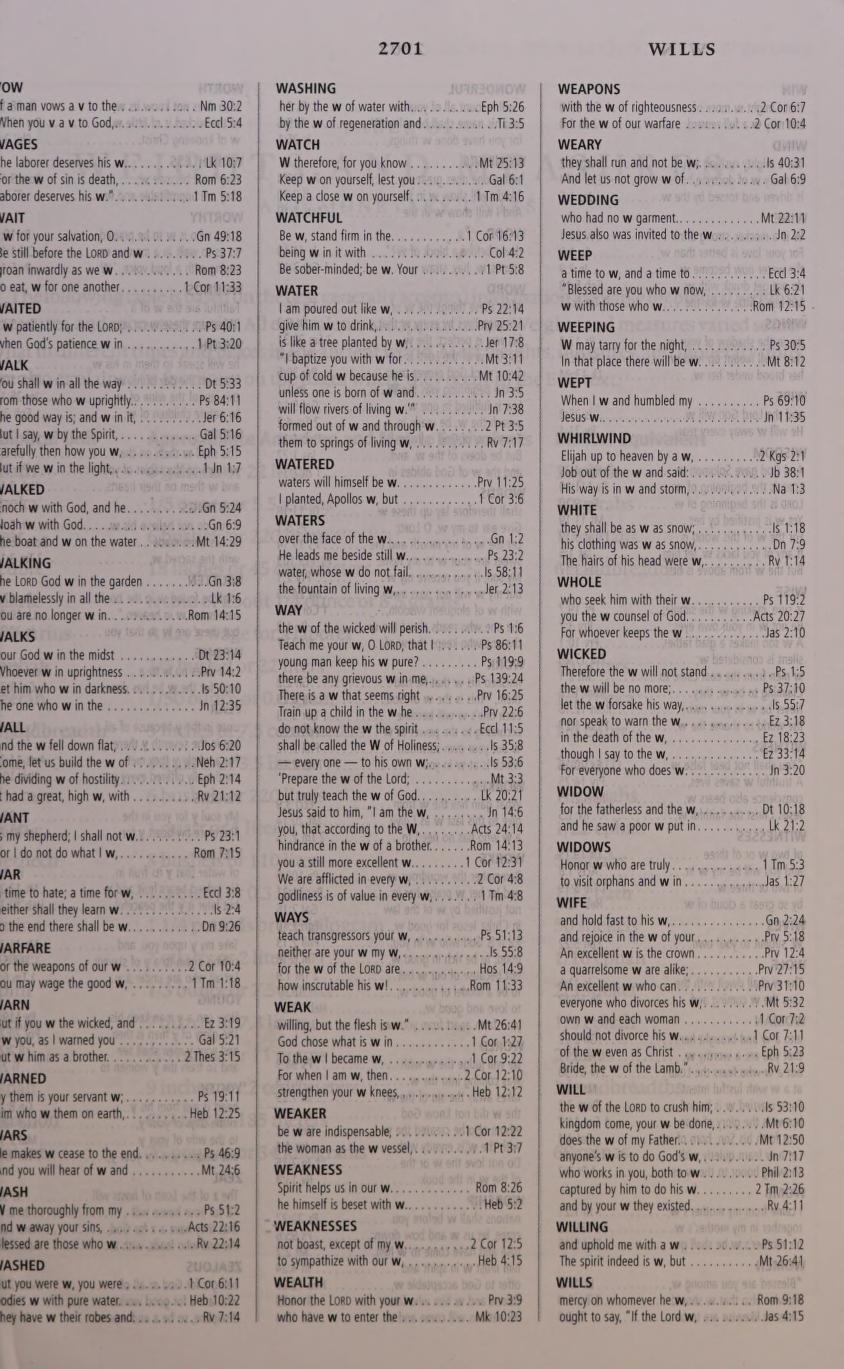 2701
WILLS
OW
f a man vows a v to the . . . . . . . . . . . . Nm 30:2
When you v a v to God, . . . . . . . . . . . . Eccl 5:4
AGES
he laborer deserves his w. . . . . . . . . . . . Lk 10:7
or the w of sin is death, . . . . . . . . . . . Rom 6:23
aborer deserves his w." . . . . . . . . . . . 1 Tm 5:18
AIT
w for your salvation, O . . . . . . . . . . . Gn 49:18
Be still before the LORD and w . . . . . . . . Ps 37:7
roan inwardly as we w . . . . . . . . . . . Rom 8:23
o eat, w for one another . . . . . . . . . . 1 Cor 11:33
AITED
w patiently for the LORD; . . . . . . . . . . Ps 40:1
when God's patience w in . . . . . . . . . . . 1 Pt 3:20
ALK
ou shall w in all the way . . . . . . . . . . . Dt 5:33
rom those who w uprightly. . . . . . . . . . Ps 84:11
he good way is; and w in it, . . . . . . . . . Jer 6:16
But I say, w by the Spirit, . . . . . . . . . . . Gal 5:16
arefully then how you w, . . . . . . . . . . Eph 5:15
But if we w in the light, . . . . . . . . . . . 1 Jn 1:7
ALKED
noch w with God, and he . . . . . . . . . . Gn 5:24
Noah w with God. . . . . . . . . . . . . . . Gn 6:9
he boat and w on the water . . . . . . . . Mt 14:29
ALKING
he LORD God w in the garden . . . . . . . . Gn 3:8
w blamelessly in all the . . . . . . . . . . . . Lk 1:6
ou are no longer w in . . . . . . . . . . . Rom 14:15
ALKS
our God w in the midst . . . . . . . . . . . Dt 23:14
Whoever w in uprightness . . . . . . . . . . Prv 14:2
et him who w in darkness. . . . . . . . . . Is 50:10
he one who w in the . . . . . . . . . . . . Jn 12:35
ALL
nd the w fell down flat, . . . . . . . . . . . Jos 6:20
ome, let us build the w of . . . . . . . . . Neh 2:17
he dividing w of hostility . . . . . . . . . . Eph 2:14
t had a great, high w, with . . . . . . . . . Rv 21:12
ANT
s my shepherd; I shall not w. . . . . . . . . Ps 23:1
or I do not do what I w, . . . . . . . . . . Rom 7:15
AR
time to hate; a time for w, . . . . . . . . . Eccl 3:8
either shall they learn w. . . . . . . . . . . . Is 2:4
o the end there shall be w. . . . . . . . . . Dn 9:26
ARFARE
or the weapons of our w . . . . . . . . . 2 Cor 10:4
ou may wage the good w, . . . . . . . . . 1 Tm 1:18
ARN
ut if you w the wicked, and . . . . . . . . . Ez 3:19
w you, as I warned you . . . . . . . . . . . Gal 5:21
ut w him as a brother. . . . . . . . . . . 2 Thes 3:15
ARNED
y them is your servant w; . . . . . . . . . . Ps 19:11
im who w them on earth, . . . . . . . . . Heb 12:25
ARS
e makes w cease to the end. . . . . . . . . Ps 46:9
nd you will hear of w and . . . . . . . . . . Mt 24:6
ASH
w me thoroughly from my . . . . . . . . . . Ps 51:2
nd w away your sins, . . . . . . . . . . . Acts 22:16
lessed are those who w . . . . . . . . . . . Rv 22:14
ASHED
ut you were w, you were . . . . . . . . . 1 Cor 6:11
odies w with pure water. . . . . . . . . . Heb 10:22
hey have w their robes and . . . . . . . . . Rv 7:14
WASHING
her by the w of water with. . . . . . . . . . Eph 5:26
by the w of regeneration and . . . . . . . . . Ti 3:5
WATCH
W therefore, for you know . . . . . . . . . Mt 25:13
Keep w on yourself, lest you . . . . . . . . . Gal 6:1
Keep a close w on yourself. . . . . . . . . 1 Tm 4:16
WATCHFUL
Be w, stand firm in the . . . . . . . . . . 1 Cor 16:13
being w in it with . . . . . . . . . . . . . . . Col 4:2
Be sober-minded; be w. Your . . . . . . . . . 1 Pt 5:8
WATER
I am poured out like w, . . . . . . . . . . . Ps 22:14
give him w to drink, . . . . . . . . . . . . Prv 25:21
is like a tree planted by w, . . . . . . . . . . Jer 17:8
"I baptize you with w for . . . . . . . . . . . Mt 3:11
cup of cold w because he is . . . . . . . . . Mt 10:42
unless one is born of w and . . . . . . . . . . Jn 3:5
will flow rivers of living w.'" . . . . . . . . . Jn 7:38
formed out of w and through w . . . . . . . 2 Pt 3:5
them to springs of living w, . . . . . . . . . Rv 7:17
WATERED
waters will himself be w. . . . . . . . . . . Prv 11:25
I planted, Apollos w, but . . . . . . . . . . 1 Cor 3:6
WATERS
over the face of the w. . . . . . . . . . . . . Gn 1:2
He leads me beside still w. . . . . . . . . . . Ps 23:2
water, whose w do not fail. . . . . . . . . . Is 58:11
the fountain of living w, . . . . . . . . . . . Jer 2:13
WAY
the w of the wicked will perish. . . . . . . . . Ps 1:6
Teach me your w, O LORD, that I . . . . . . Ps 86:11
young man keep his w pure? . . . . . . . . Ps 119:9
there be any grievous w in me, . . . . . . Ps 139:24
There is a w that seems right . . . . . . . . Prv 16:25
Train up a child in the w he . . . . . . . . . Prv 22:6
do not know the w the spirit . . . . . . . . Eccl 11:5
shall be called the W of Holiness; . . . . . . . Is 35:8
— every one — to his own w; . . . . . . . . . Is 53:6
'Prepare the w of the Lord; . . . . . . . . . . Mt 3:3
but truly teach the w of God. . . . . . . . . Lk 20:21
Jesus said to him, "I am the w, . . . . . . . . Jn 14:6
you, that according to the W, . . . . . . . Acts 24:14
hindrance in the w of a brother. . . . . . Rom 14:13
you a still more excellent w. . . . . . . . 1 Cor 12:31
We are afflicted in every w, . . . . . . . . . 2 Cor 4:8
godliness is of value in every w, . . . . . . . 1 Tm 4:8
WAYS
teach transgressors your w, . . . . . . . . . Ps 51:13
neither are your w my w, . . . . . . . . . . . Is 55:8
for the w of the LORD are . . . . . . . . . . Hos 14:9
how inscrutable his w! . . . . . . . . . . . Rom 11:33
WEAK
willing, but the flesh is w." . . . . . . . . . Mt 26:41
God chose what is w in . . . . . . . . . . . 1 Cor 1:27
To the w I became w, . . . . . . . . . . . . 1 Cor 9:22
For when I am w, then . . . . . . . . . . . 2 Cor 12:10
strengthen your w knees, . . . . . . . . . . Heb 12:12
WEAKER
be w are indispensable, . . . . . . . . . . 1 Cor 12:22
the woman as the w vessel, . . . . . . . . . . 1 Pt 3:7
WEAKNESS
Spirit helps us in our w. . . . . . . . . . . . Rom 8:26
he himself is beset with w. . . . . . . . . . . Heb 5:2
WEAKNESSES
not boast, except of my w. . . . . . . . . . 2 Cor 12:5
to sympathize with our w, . . . . . . . . . . Heb 4:15
WEALTH
Honor the LORD with your w. . . . . . . . . . Prv 3:9
who have w to enter the . . . . . . . . . . Mk 10:23
WEAPONS
with the w of righteousness . . . . . . . . . 2 Cor 6:7
For the w of our warfare . . . . . . . . . . 2 Cor 10:4
WEARY
they shall run and not be w; . . . . . . . . . Is 40:31
And let us not grow w of . . . . . . . . . . . Gal 6:9
WEDDING
who had no w garment. . . . . . . . . . . . Mt 22:11
Jesus also was invited to the w . . . . . . . . . Jn 2:2
WEEP
a time to w, and a time to . . . . . . . . . . Eccl 3:4
"Blessed are you who w now, . . . . . . . . . Lk 6:21
w with those who w. . . . . . . . . . . . . Rom 12:15
WEEPING
W may tarry for the night, . . . . . . . . . . . Ps 30:5
In that place there will be w. . . . . . . . . . Mt 8:12
WEPT
When I w and humbled my . . . . . . . . . Ps 69:10
Jesus w. . . . . . . . . . . . . . . . . . . . . Jn 11:35
WHIRLWIND
Elijah up to heaven by a w, . . . . . . . . . 2 Kgs 2:1
Job out of the w and said: . . . . . . . . . . Jb 38:1
His way is in w and storm, . . . . . . . . . . . Na 1:3
WHITE
they shall be as w as snow; . . . . . . . . . . Is 1:18
his clothing was w as snow, . . . . . . . . . . Dn 7:9
The hairs of his head were w, . . . . . . . . . Rv 1:14
WHOLE
who seek him with their w. . . . . . . . . . Ps 119:2
you the w counsel of God. . . . . . . . . . Acts 20:27
For whoever keeps the w . . . . . . . . . . . Jas 2:10
WICKED
Therefore the w will not stand . . . . . . . . . Ps 1:5
the w will be no more; . . . . . . . . . . . . Ps 37:10
let the w forsake his way, . . . . . . . . . . . Is 55:7
nor speak to warn the w . . . . . . . . . . . . Ez 3:18
in the death of the w, . . . . . . . . . . . . . Ez 18:23
though I say to the w, . . . . . . . . . . . . . Ez 33:14
For everyone who does w . . . . . . . . . . . Jn 3:20
WIDOW
for the fatherless and the w, . . . . . . . . . Dt 10:18
and he saw a poor w put in . . . . . . . . . . Lk 21:2
WIDOWS
Honor w who are truly . . . . . . . . . . . . 1 Tm 5:3
to visit orphans and w in . . . . . . . . . . . Jas 1:27
WIFE
and hold fast to his w, . . . . . . . . . . . . . Gn 2:24
and rejoice in the w of your . . . . . . . . . . Prv 5:18
An excellent w is the crown . . . . . . . . . . Prv 12:4
a quarrelsome w are alike; . . . . . . . . . . Prv 27:15
An excellent w who can . . . . . . . . . . . Prv 31:10
everyone who divorces his w, . . . . . . . . . Mt 5:32
own w and each woman . . . . . . . . . . . 1 Cor 7:2
should not divorce his w. . . . . . . . . . . 1 Cor 7:11
of the w even as Christ . . . . . . . . . . . . Eph 5:23
Bride, the w of the Lamb." . . . . . . . . . . . Rv 21:9
WILL
the w of the LORD to crush him; . . . . . . . Is 53:10
kingdom come, your w be done, . . . . . . . Mt 6:10
does the w of my Father . . . . . . . . . . . Mt 12:50
anyone's w is to do God's w, . . . . . . . . . . Jn 7:17
who works in you, both to w . . . . . . . . . Phil 2:13
captured by him to do his w. . . . . . . . . 2 Tm 2:26
and by your w they existed. . . . . . . . . . . Rv 4:11
WILLING
and uphold me with a w . . . . . . . . . . . Ps 51:12
The spirit indeed is w, but . . . . . . . . . . Mt 26:41
WILLS
mercy on whomever he w, . . . . . . . . . . Rom 9:18
ought to say, "If the Lord w, . . . . . . . . . Jas 4:15